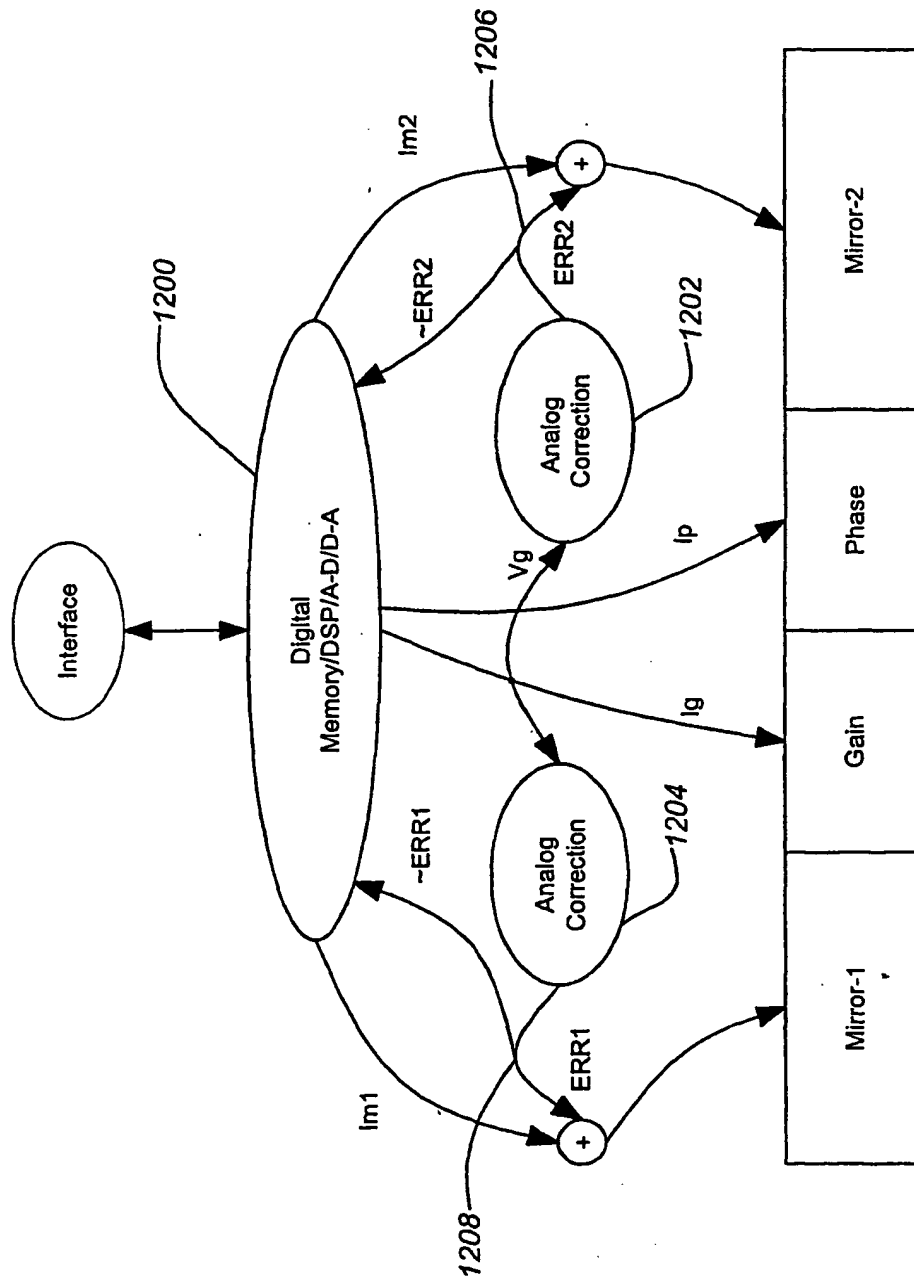 Interface
1200
Digital
Memory/DSP/A-D/D-A
Im1
~ERR1
~ERR2
Im2
1206
1208
ERR1
Analog
Correction
1204
Vg
Analog
Correction
1202
ERR2
+
+
Ig
Ip
Mirror-1
Gain
Phase
Mirror-2